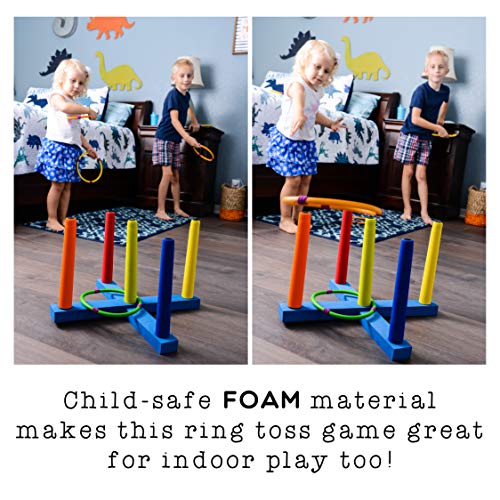 Child-safe FOAM material
makes this ring toss game great
for indoor play too!